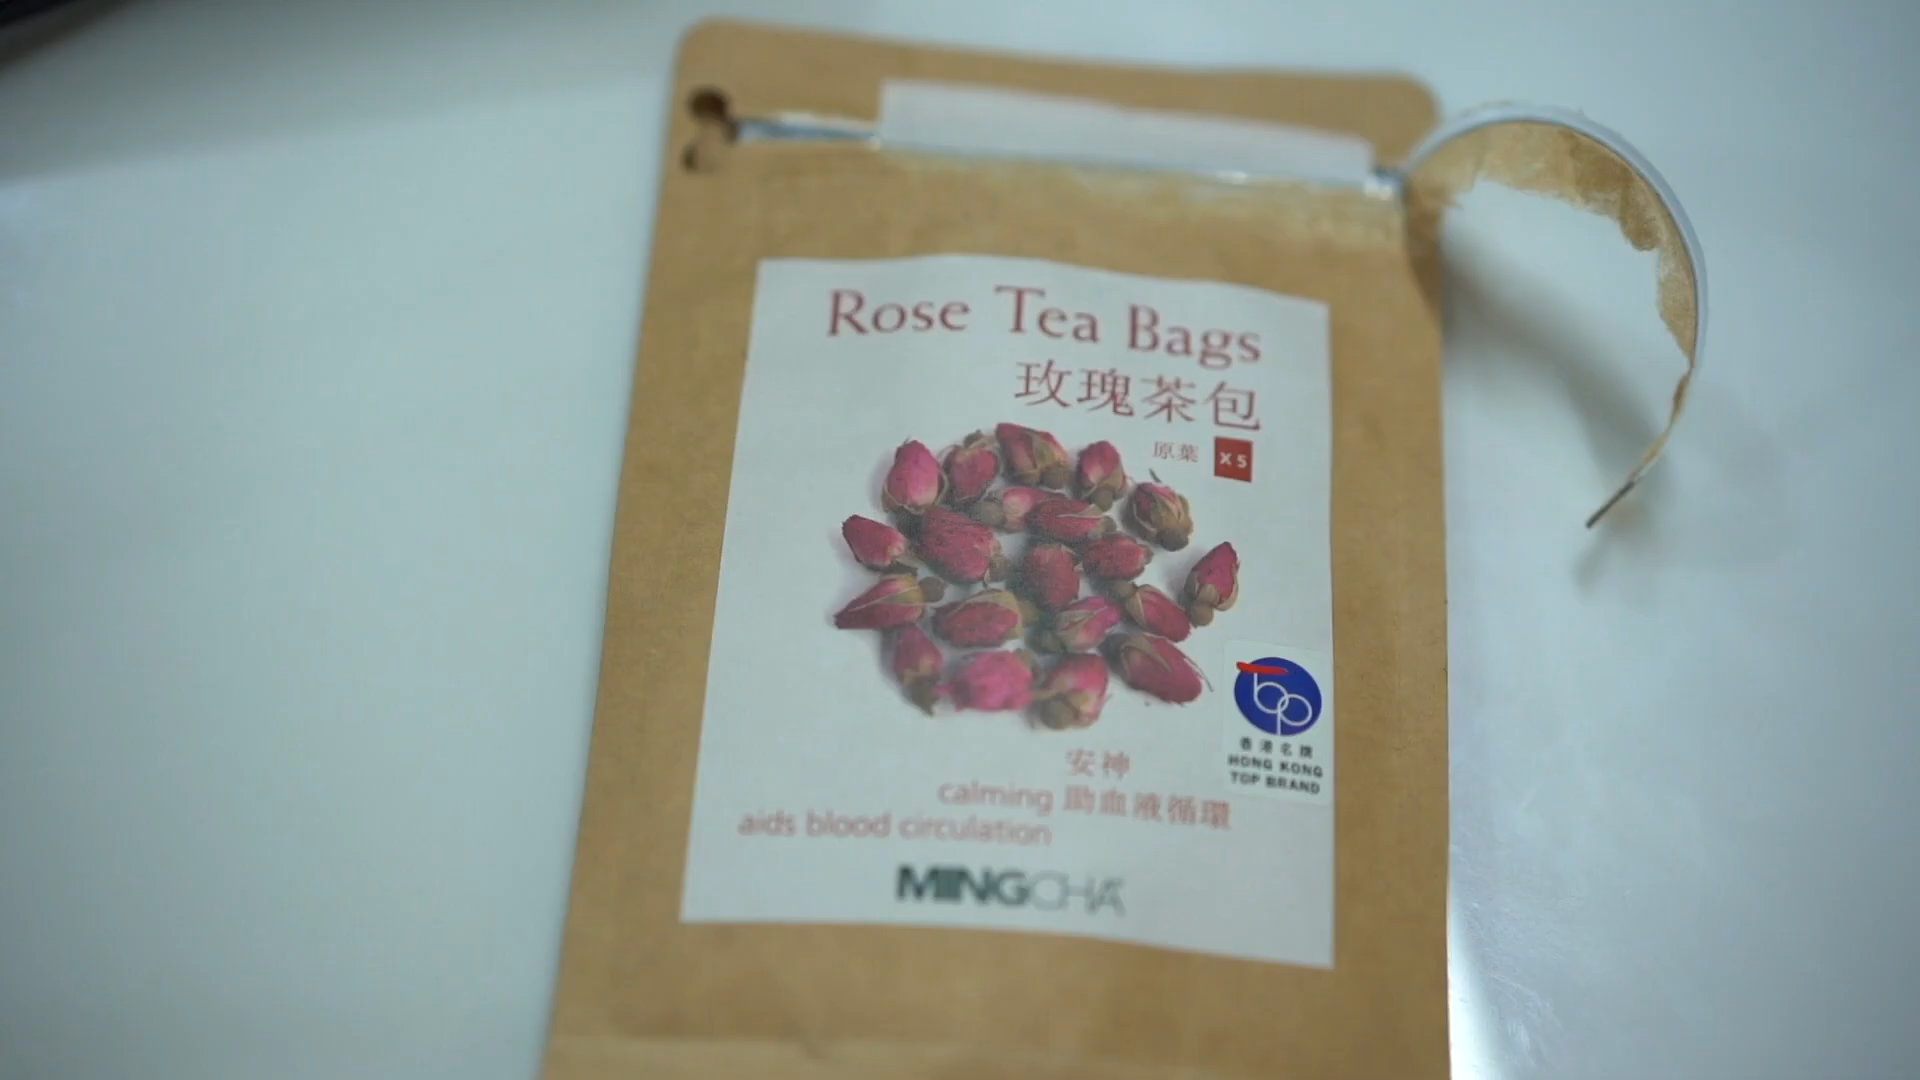 Rose Tea Bags
玫瑰茶包
原葉 x 5
bp
香港名牌
HONG KONG
TOP BRAND
安神
calming 助血液循環
aids blood circulation
MINGCHA